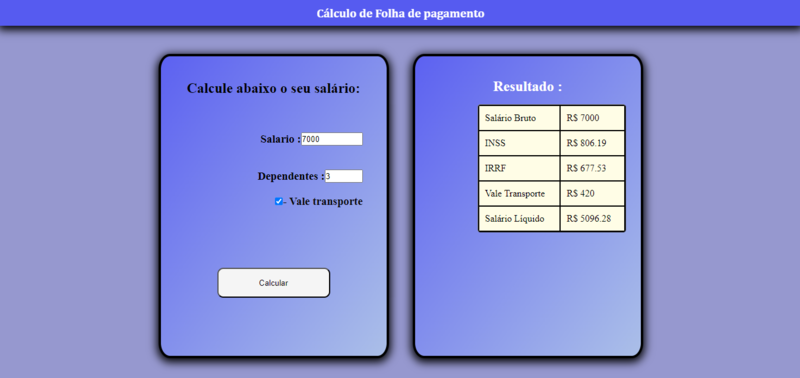 Cálculo de Folha de pagamento
Calcule abaixo o seu salário:
Salario :7000
Dependentes :3
- Vale transporte
Calcular
Resultado :
Salário Bruto R$ 7000
INSS R$ 806.19
IRRF R$ 677.53
Vale Transporte R$ 420
Salário Líquido R$ 5096.28